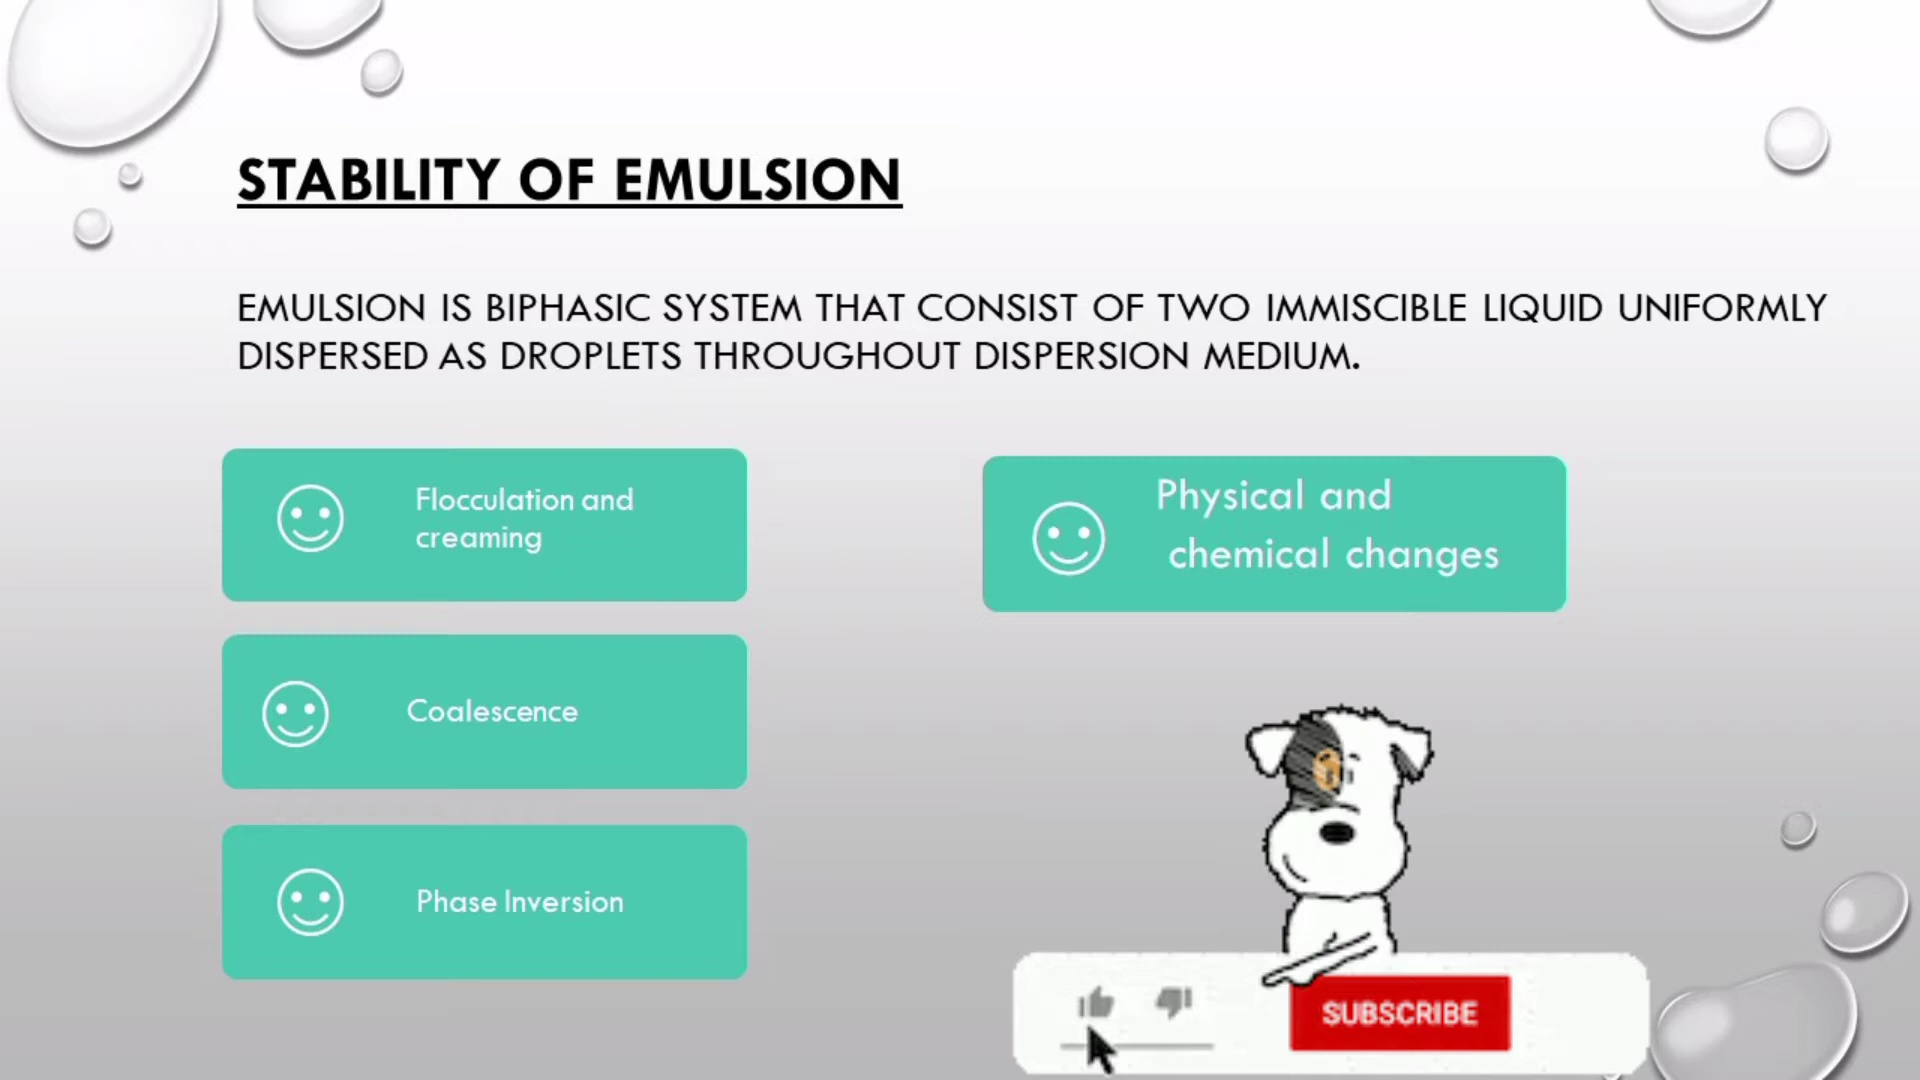 STABILITY OF EMULSION
EMULSION IS BIPHASIC SYSTEM THAT CONSIST OF TWO IMMISCIBLE LIQUID UNIFORMLY
DISPERSED AS DROPLETS THROUGHOUT DISPERSION MEDIUM.
Flocculation and
creaming
Coalescence
Phase Inversion
Physical and
chemical changes
SUBSCRIBE